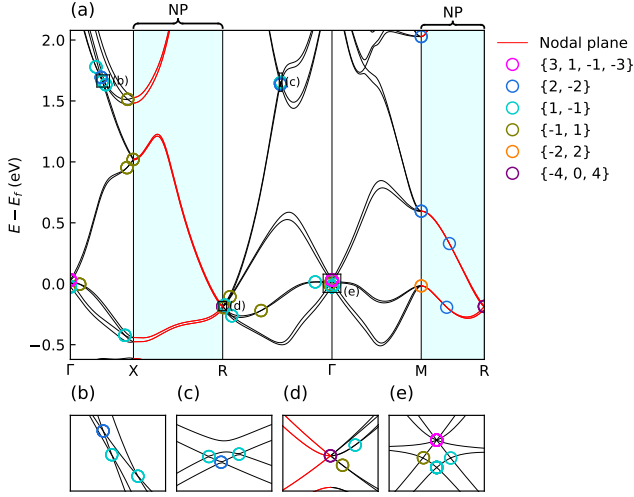 (a)
NP
NP
2.0
1.5
1.0
0.5
0.0
−0.5
E − E_f (eV)
(b)
(c)
(d)
(e)
Γ
X
R
Γ
M
R
Nodal plane
{3, 1, -1, -3}
{2, -2}
{1, -1}
{-1, 1}
{-2, 2}
{-4, 0, 4}
(b)
(c)
(d)
(e)